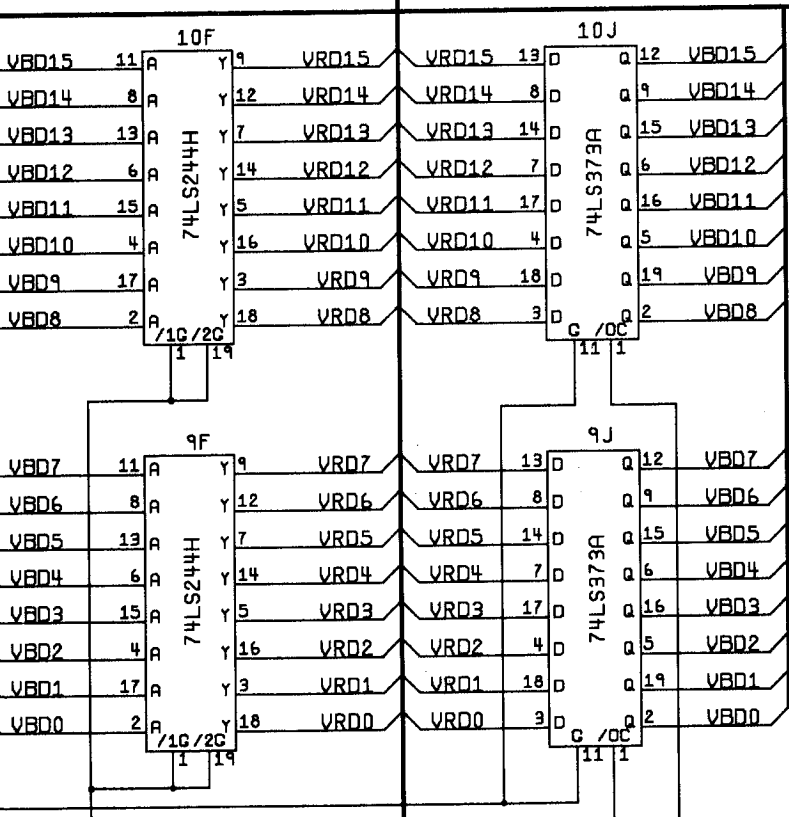 10F 10J
VBD15 11 A Y 9 VRD15 VRD15 13 D Q 12 VBD15
VBD14 8 A Y 12 VRD14 VRD14 8 D Q 9 VBD14
VBD13 13 A Y 7 VRD13 VRD13 14 D Q 15 VBD13
VBD12 6 A Y 14 VRD12 VRD12 7 D Q 6 VBD12
VBD11 15 A Y 5 VRD11 VRD11 17 D Q 16 VBD11
VBD10 4 A Y 16 VRD10 VRD10 4 D Q 5 VBD10
VBD9 17 A Y 3 VRD9 VRD9 18 D Q 19 VBD9
VBD8 2 A Y 18 VRD8 VRD8 3 D Q 2 VBD8
74LS244H 74LS373A
/1G /2G G /OC
1 19 11 1
9F 9J
VBD7 11 A Y 9 VRD7 VRD7 13 D Q 12 VBD7
VBD6 8 A Y 12 VRD6 VRD6 8 D Q 9 VBD6
VBD5 13 A Y 7 VRD5 VRD5 14 D Q 15 VBD5
VBD4 6 A Y 14 VRD4 VRD4 7 D Q 6 VBD4
VBD3 15 A Y 5 VRD3 VRD3 17 D Q 16 VBD3
VBD2 4 A Y 16 VRD2 VRD2 4 D Q 5 VBD2
VBD1 17 A Y 3 VRD1 VRD1 18 D Q 19 VBD1
VBD0 2 A Y 18 VRD0 VRD0 3 D Q 2 VBD0
74LS244H 74LS373A
/1G /2G G /OC
1 19 11 1